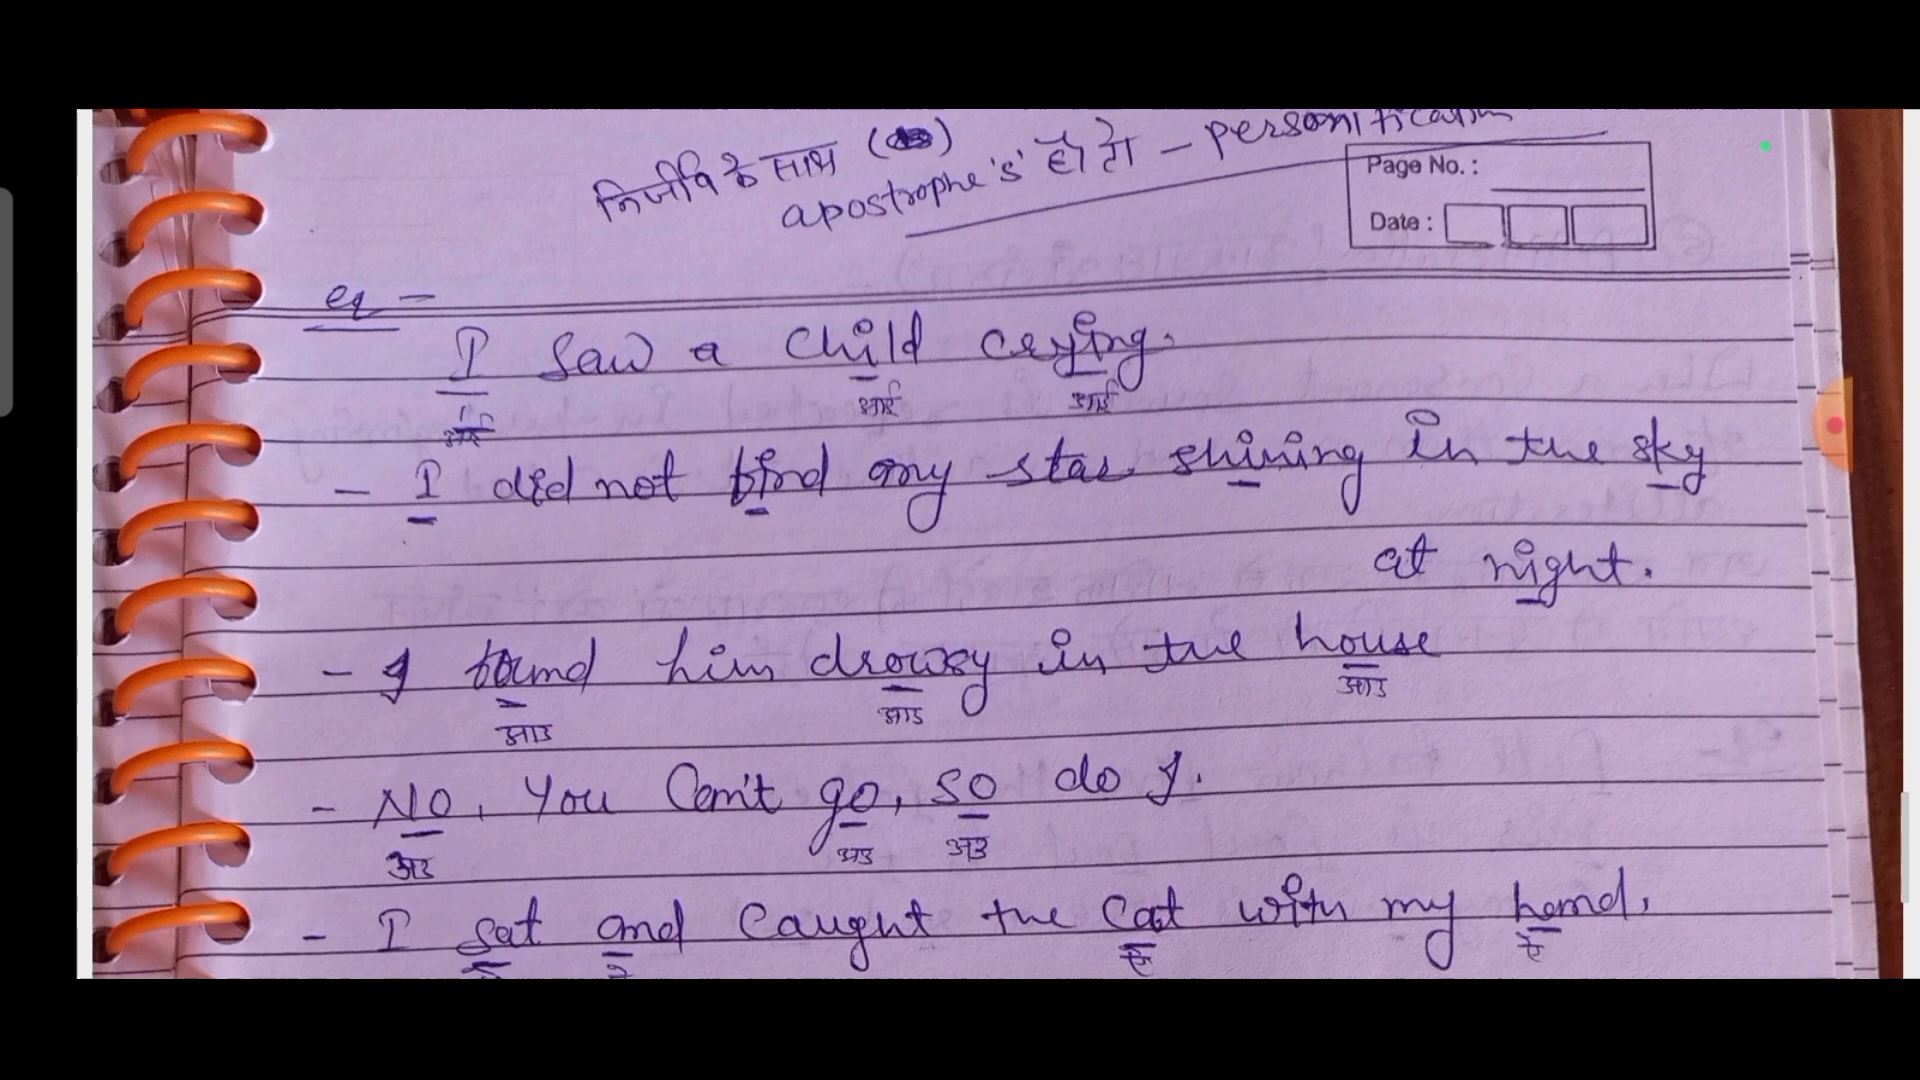 निर्जीव के साथ ( )
apostrophe 's' हो तो - personification
Page No. :
Date :
eg -
I saw a child crying.
आई आई आई
- I did not find any star shining in the sky
at night.
- I found him drowsy in the house
आउ आउ आउ
- No, You Can't go, so do I.
अउ अउ अउ
- I sat and caught the cat with my hand.
ऐ ऐ